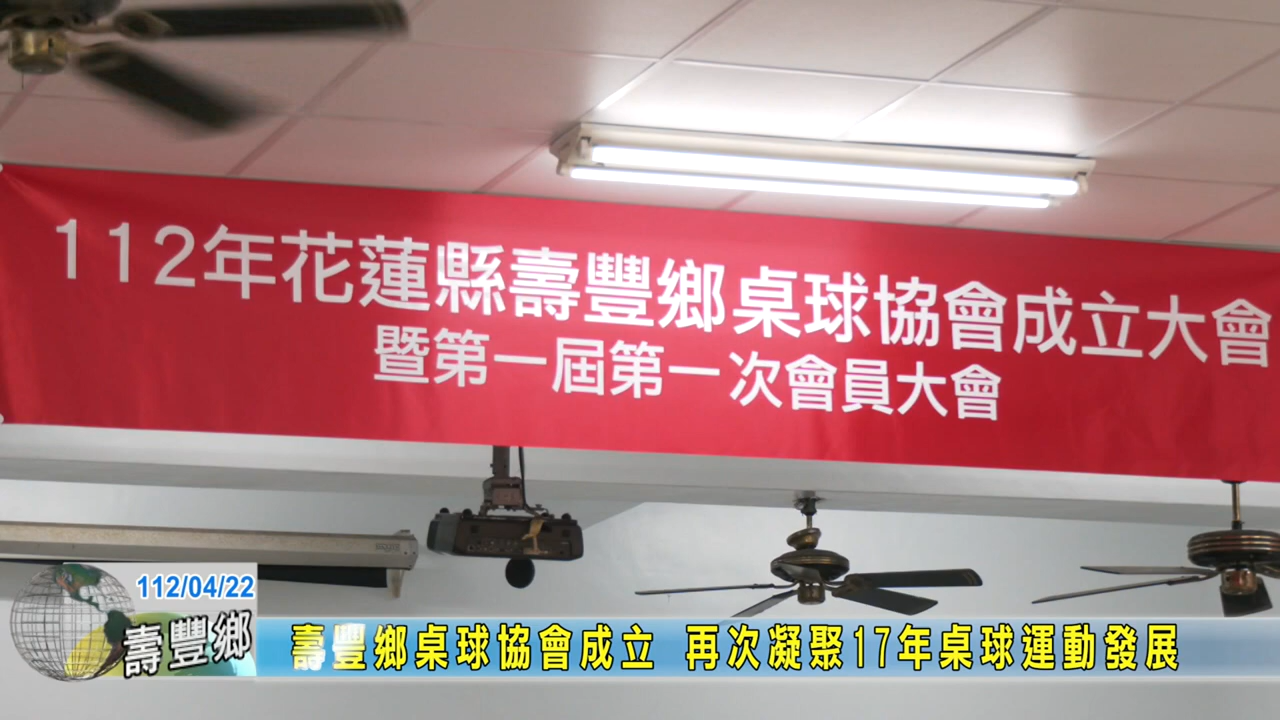 112年花蓮縣壽豐鄉桌球協會成立大會
暨第一屆第一次會員大會
112/04/22
壽豐鄉
壽豐鄉桌球協會成立 再次凝聚17年桌球運動發展